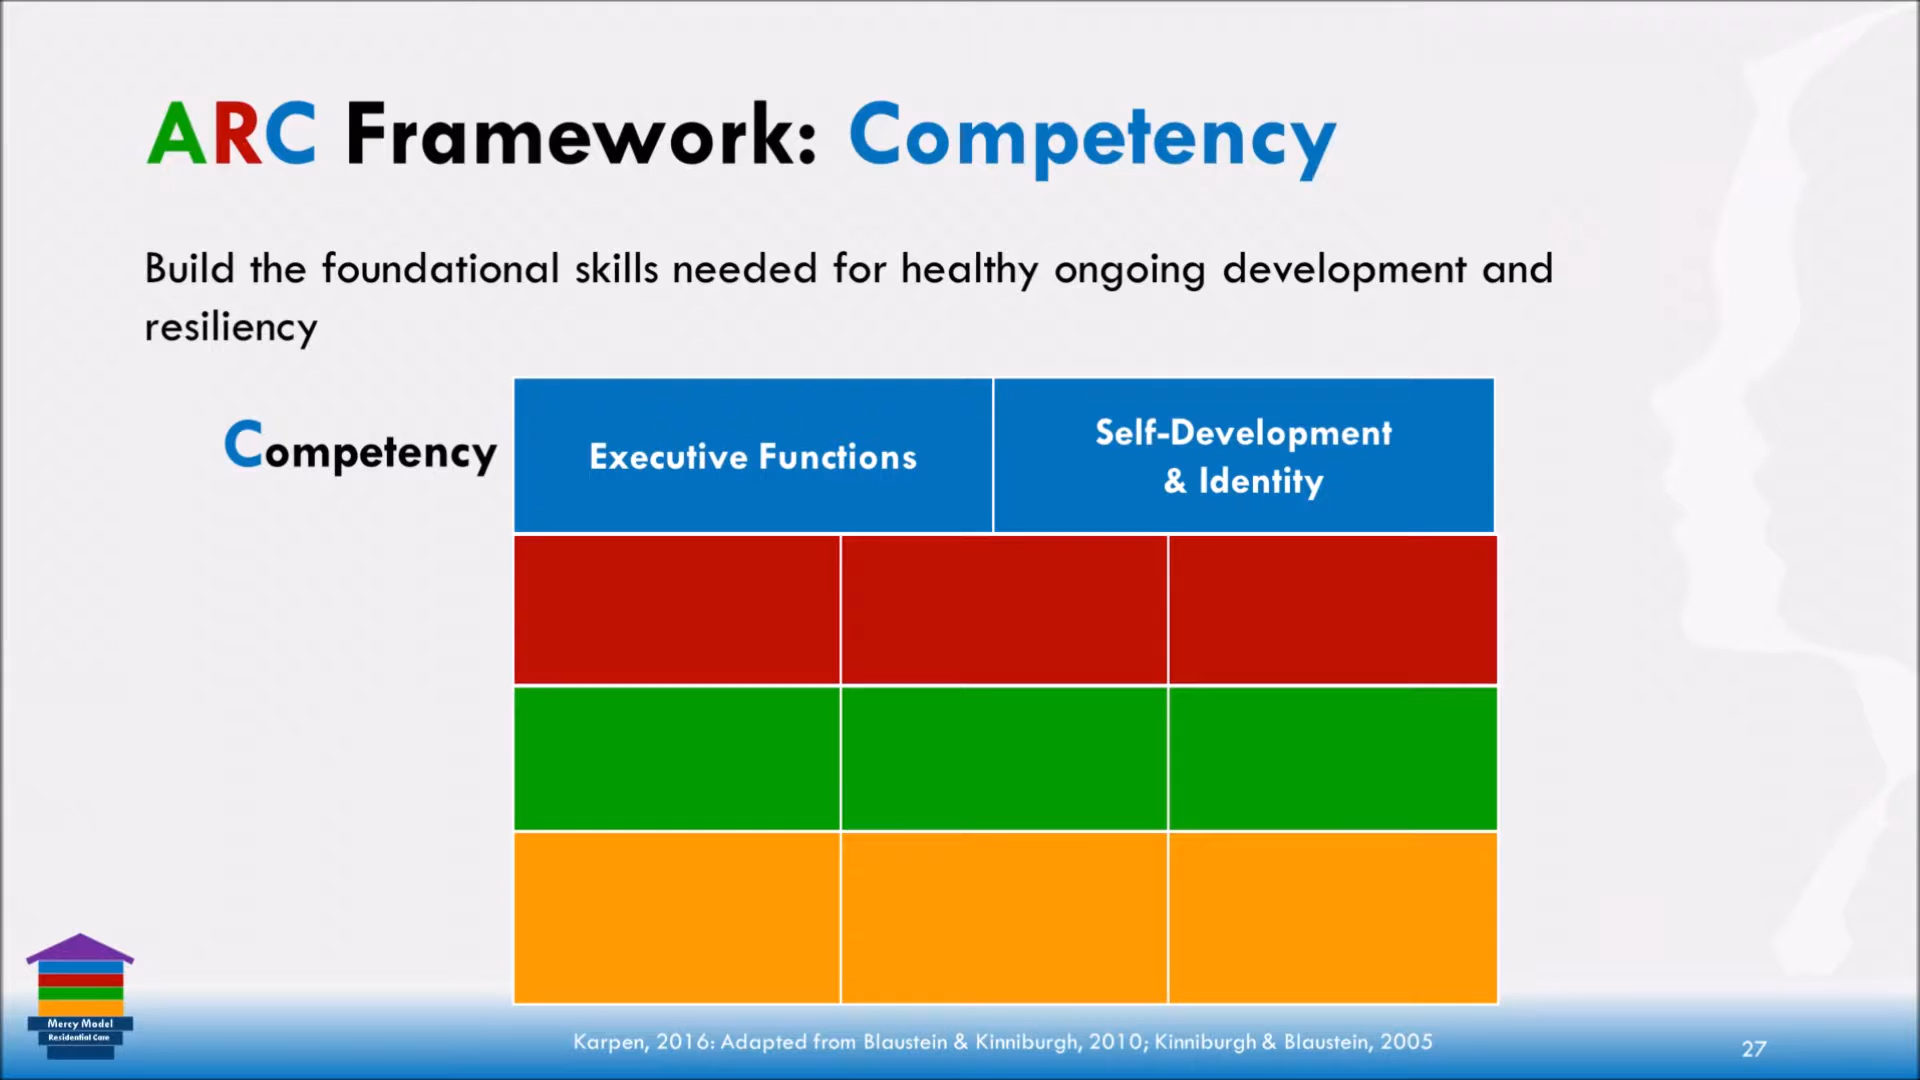 ARC Framework: Competency
Build the foundational skills needed for healthy ongoing development and
resiliency
Competency
Executive Functions
Self-Development
& Identity
Mercy Model
Residential Care
Karpen, 2016: Adapted from Blaustein & Kinniburgh, 2010; Kinniburgh & Blaustein, 2005
27